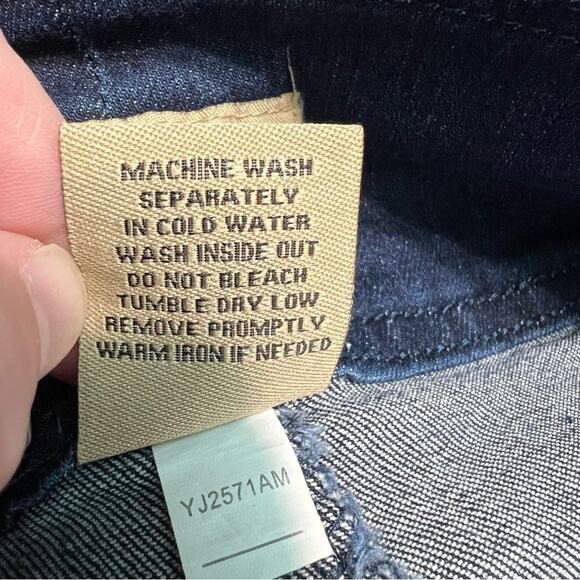 MACHINE WASH
SEPARATELY
IN COLD WATER
WASH INSIDE OUT
DO NOT BLEACH
TUMBLE DRY LOW
REMOVE PROMPTLY
WARM IRON IF NEEDED
YJ2571AM